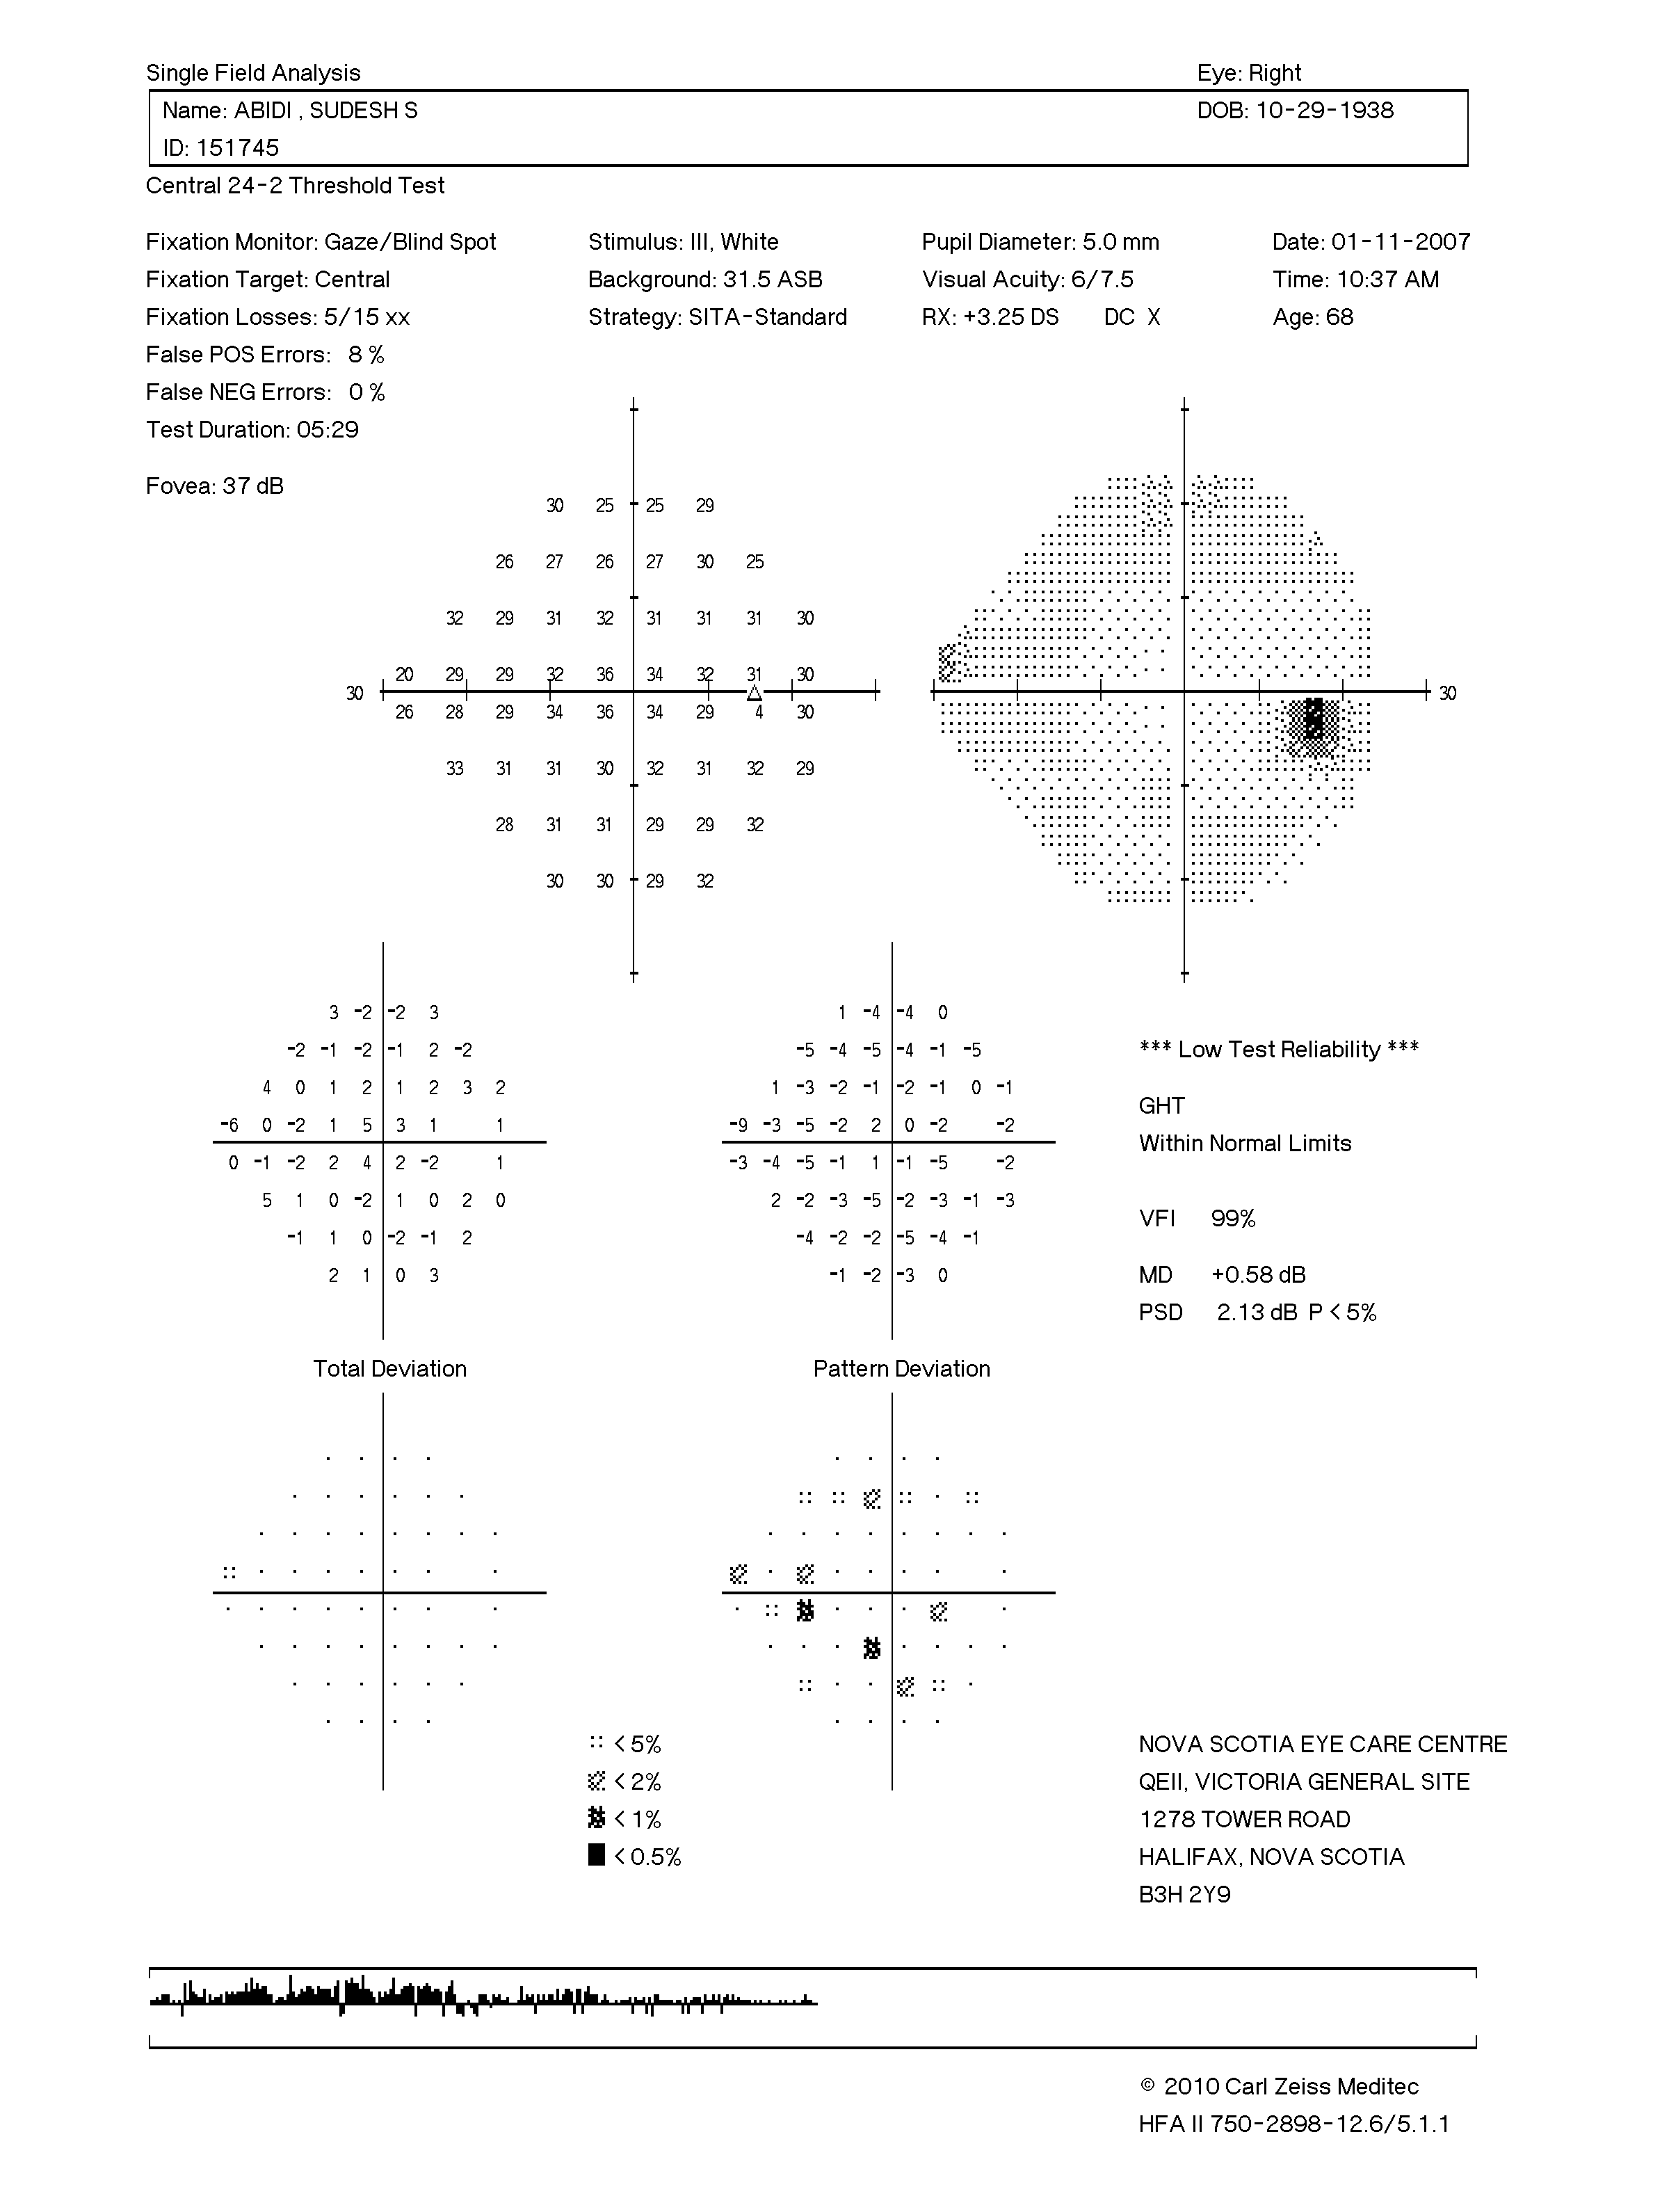 Single Field Analysis Eye: Right
Name: ABIDI , SUDESH S DOB: 10-29-1938
ID: 151745
Central 24-2 Threshold Test
Fixation Monitor: Gaze/Blind Spot Stimulus: III, White Pupil Diameter: 5.0 mm Date: 01-11-2007
Fixation Target: Central Background: 31.5 ASB Visual Acuity: 6/7.5 Time: 10:37 AM
Fixation Losses: 5/15 xx Strategy: SITA-Standard RX: +3.25 DS DC X Age: 68
False POS Errors: 8 %
False NEG Errors: 0 %
Test Duration: 05:29
Fovea: 37 dB
30 25 25 29
26 27 26 27 30 25
32 29 31 32 31 31 31 30
20 29 29 32 36 34 32 31 30
30 30
26 28 29 34 36 34 29 4 30
33 31 31 30 32 31 32 29
28 31 31 29 29 32
30 30 29 32
3 -2 -2 3 1 -4 -4 0
-2 -1 -2 -1 2 -2 -5 -4 -5 -4 -1 -5 *** Low Test Reliability ***
4 0 1 2 1 2 3 2 1 -3 -2 -1 -2 -1 0 -1
GHT
-6 0 -2 1 5 3 1 1 -9 -3 -5 -2 2 0 -2 -2
Within Normal Limits
0 -1 -2 2 4 2 -2 1 -3 -4 -5 -1 1 -1 -5 -2
5 1 0 -2 1 0 2 0 2 -2 -3 -5 -2 -3 -1 -3
VFI 99%
-1 1 0 -2 -1 2 -4 -2 -2 -5 -4 -1
2 1 0 3 -1 -2 -3 0 MD +0.58 dB
PSD 2.13 dB P < 5%
Total Deviation Pattern Deviation
< 5% NOVA SCOTIA EYE CARE CENTRE
< 2% QEII, VICTORIA GENERAL SITE
< 1% 1278 TOWER ROAD
< 0.5% HALIFAX, NOVA SCOTIA
B3H 2Y9
© 2010 Carl Zeiss Meditec
HFA II 750-2898-12.6/5.1.1